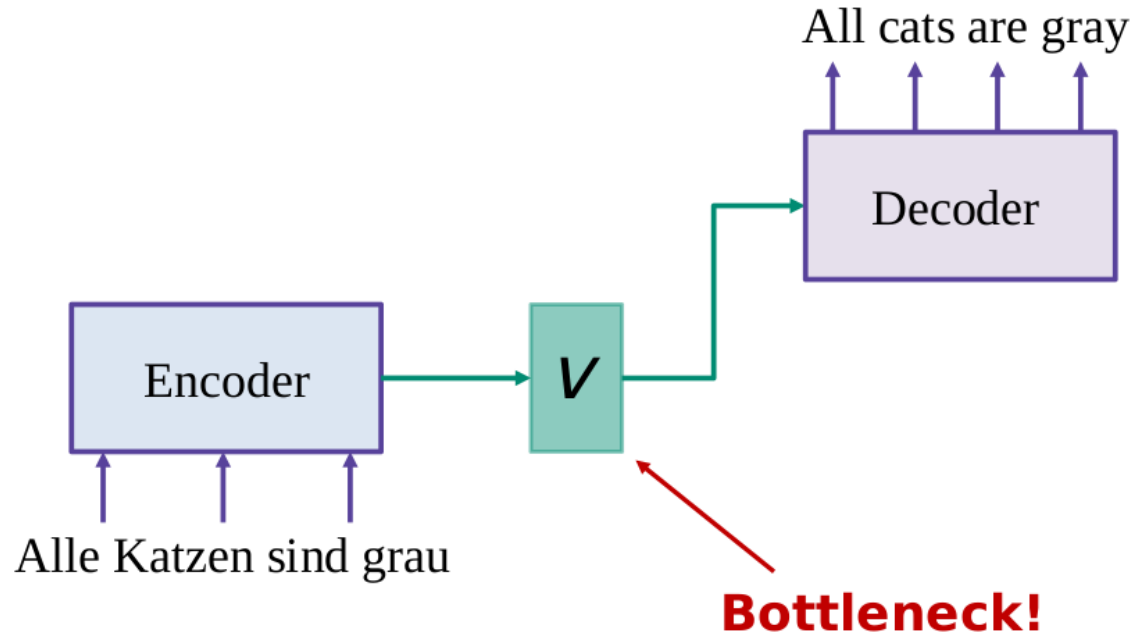 All cats are gray
Decoder
Encoder
V
Alle Katzen sind grau
Bottleneck!